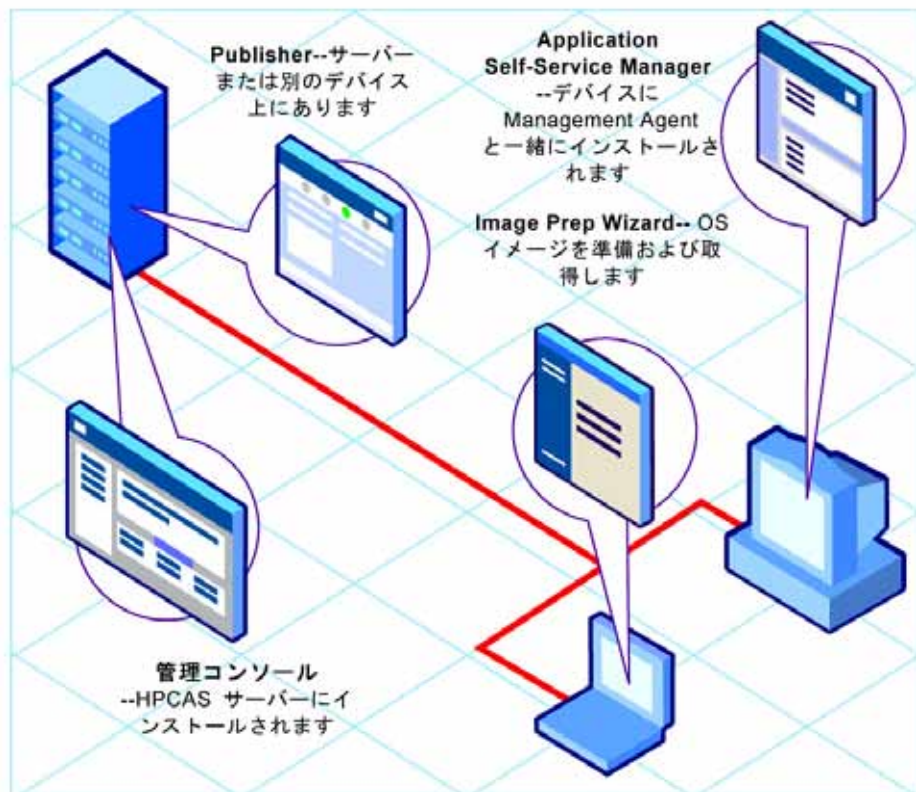 Publisher--サーバー
または別のデバイス
上にあります
Application
Self-Service Manager
--デバイスに
Management Agent
と一緒にインストールさ
れます
Image Prep Wizard-- OS
イメージを準備および取
得します
管理コンソール
--HPCAS サーバーにイ
ンストールされます